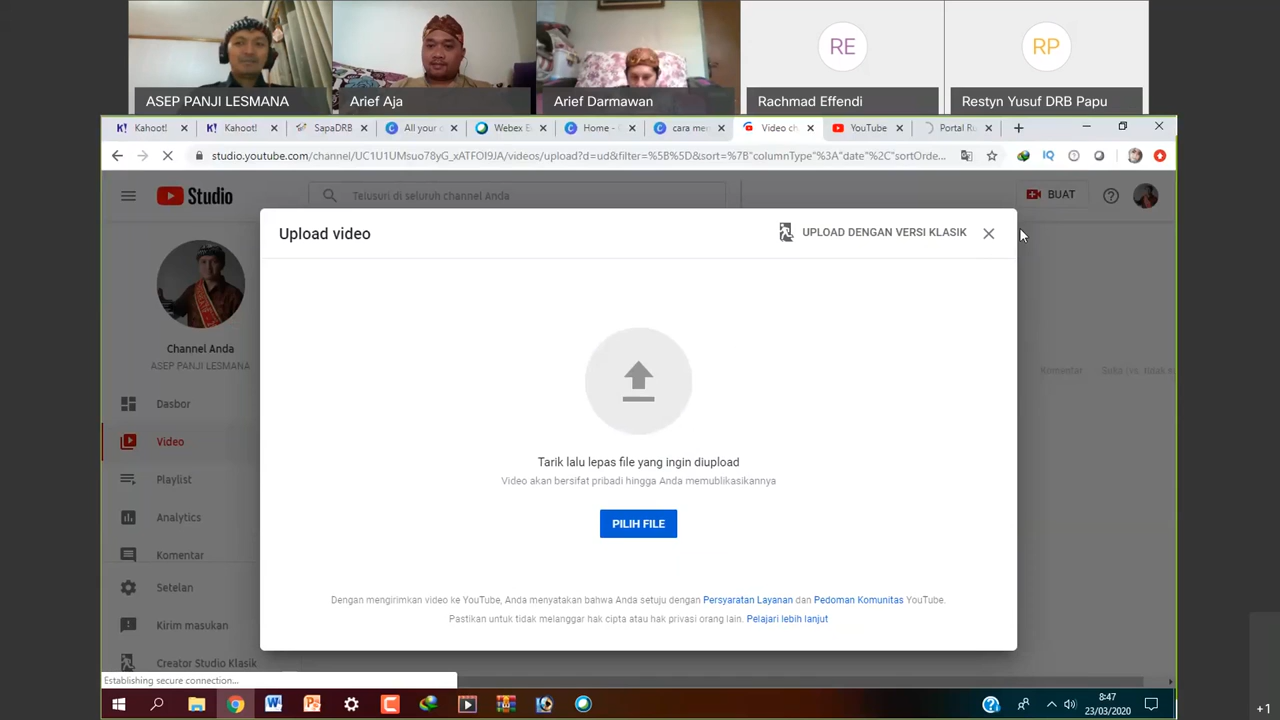 RE
RP
ASEP PANJI LESMANA
Arief Aja
Arief Darmawan
Rachmad Effendi
Restyn Yusuf DRB Papu
Kahoot!
Kahoot!
SapaDRB
All your d
Webex Ex
Home - C
cara men
Video ch
YouTube
Portal Ru
studio.youtube.com/channel/UC1U1UMsuo78yG_xATFOI9JA/videos/upload?d=ud&filter=%5B%5D&sort=%7B"columnType"%3A"date"%2C"sortOrde...
IQ
Studio
Telusuri di seluruh channel Anda
BUAT
Upload video
UPLOAD DENGAN VERSI KLASIK
Channel Anda
ASEP PANJI LESMANA
Komentar
Dasbor
Video
Playlist
Analytics
Komentar
Setelan
Kirim masukan
Creator Studio Klasik
Tarik lalu lepas file yang ingin diupload
Video akan bersifat pribadi hingga Anda memublikasikannya
PILIH FILE
Dengan mengirimkan video ke YouTube, Anda menyatakan bahwa Anda setuju dengan Persyaratan Layanan dan Pedoman Komunitas YouTube.
Pastikan untuk tidak melanggar hak cipta atau hak privasi orang lain. Pelajari lebih lanjut
Establishing secure connection...
8:47
23/03/2020
+1